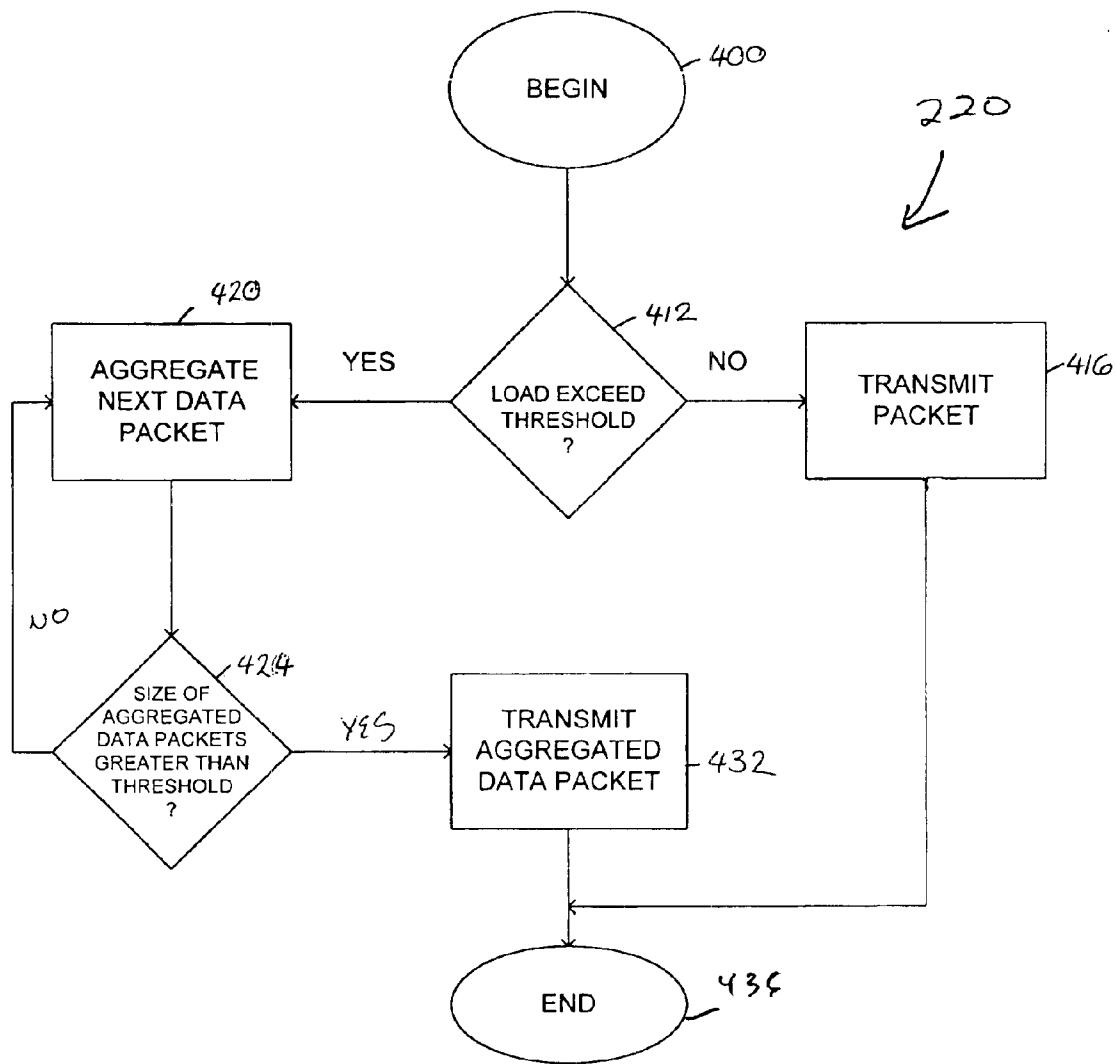 BEGIN
400
220
420
412
AGGREGATE
NEXT DATA
PACKET
YES
LOAD EXCEED
THRESHOLD
?
NO
TRANSMIT
PACKET
416
NO
424
SIZE OF
AGGREGATED
DATA PACKETS
GREATER THAN
THRESHOLD
?
YES
TRANSMIT
AGGREGATED
DATA PACKET
432
END